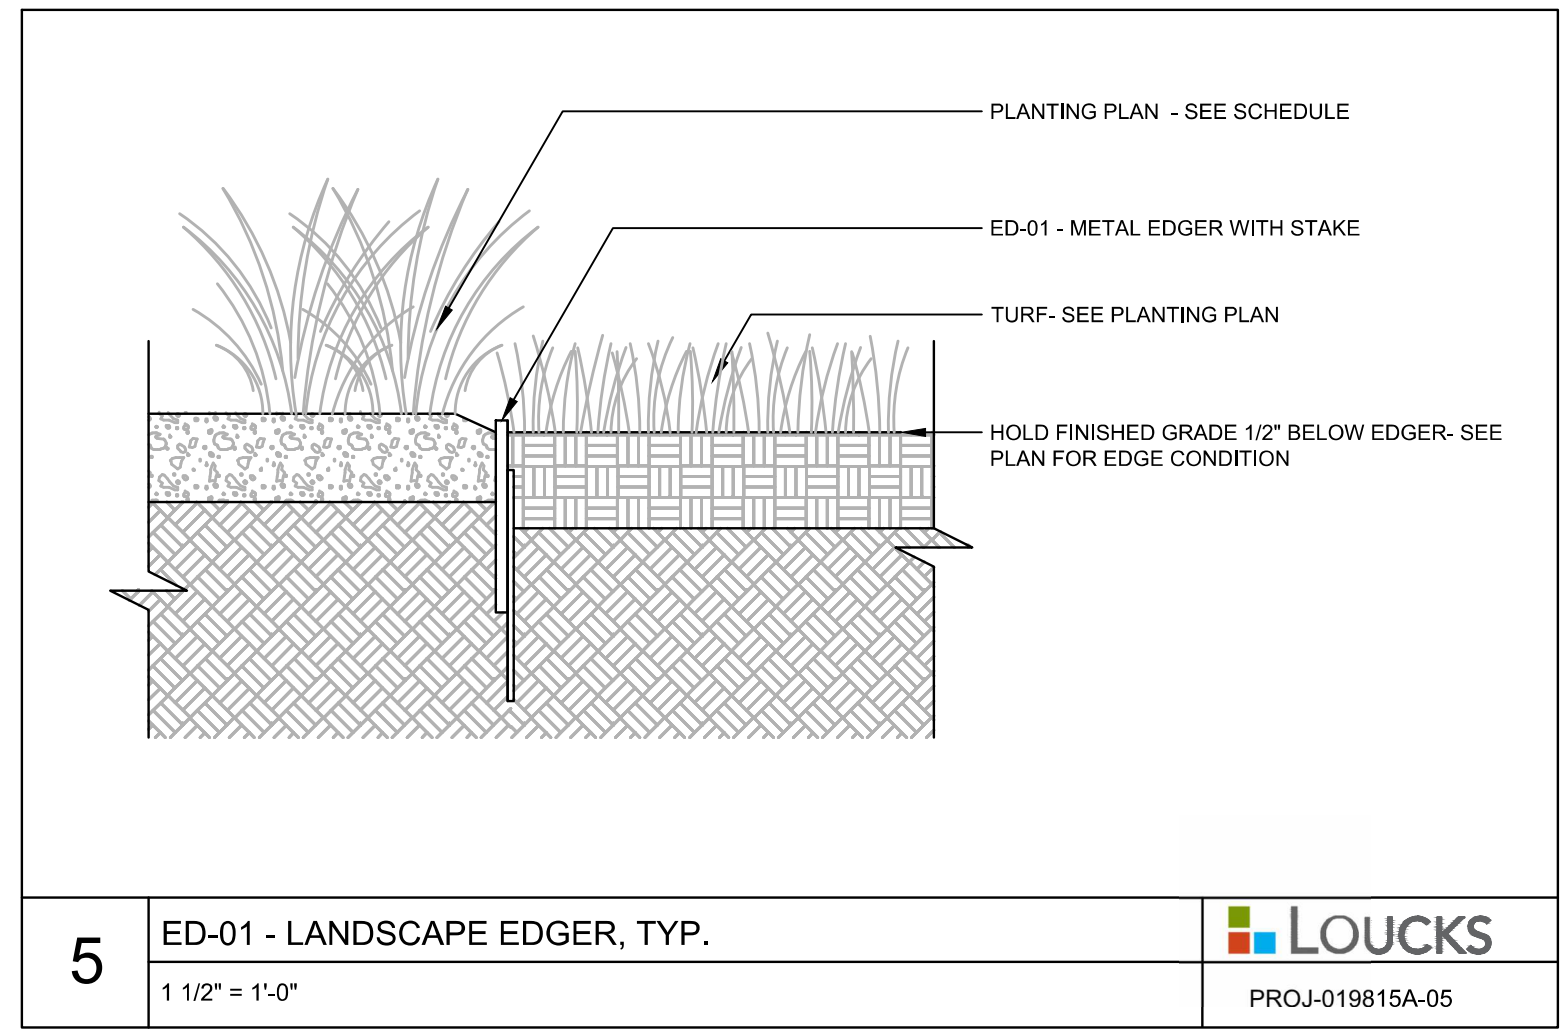 PLANTING PLAN - SEE SCHEDULE
ED-01 - METAL EDGER WITH STAKE
TURF- SEE PLANTING PLAN
HOLD FINISHED GRADE 1/2" BELOW EDGER- SEE
PLAN FOR EDGE CONDITION
5
ED-01 - LANDSCAPE EDGER, TYP.
1 1/2" = 1'-0"
LOUCKS
PROJ-019815A-05